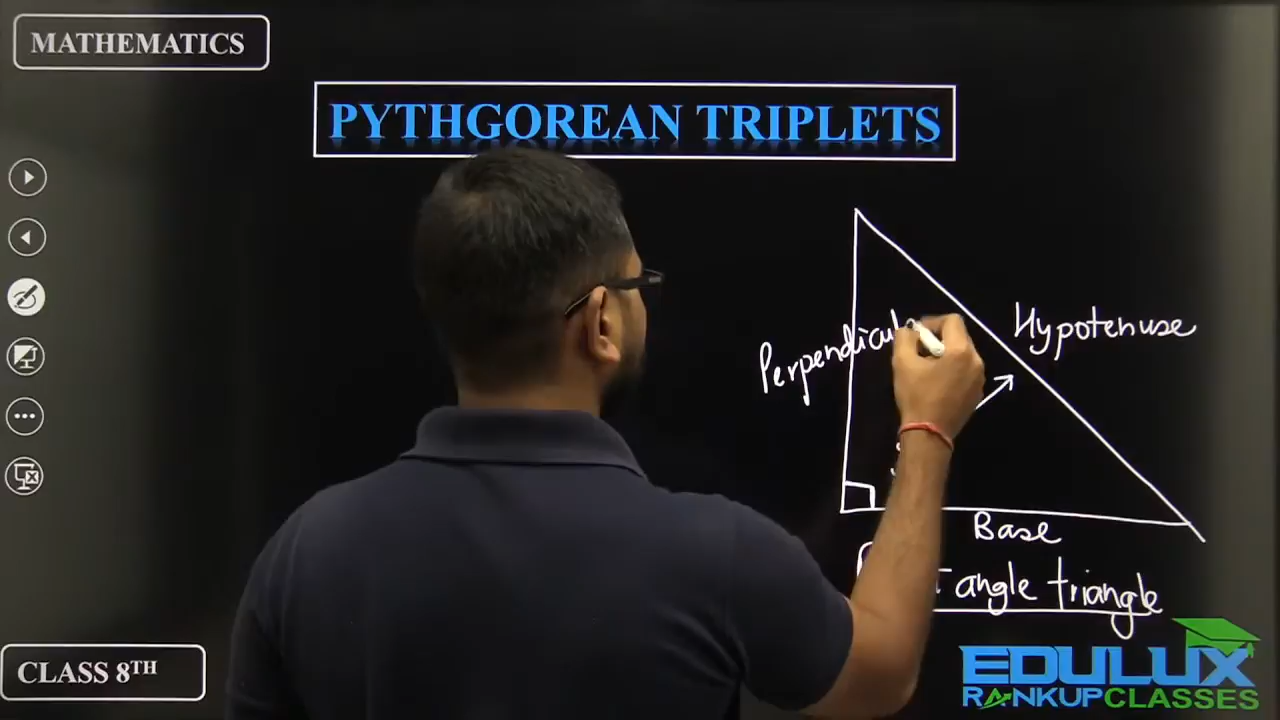 MATHEMATICS
PYTHGOREAN TRIPLETS
Hypotenuse
Base
angle triangle
CLASS 8TH
EDULUX
RANKUPCLASSES